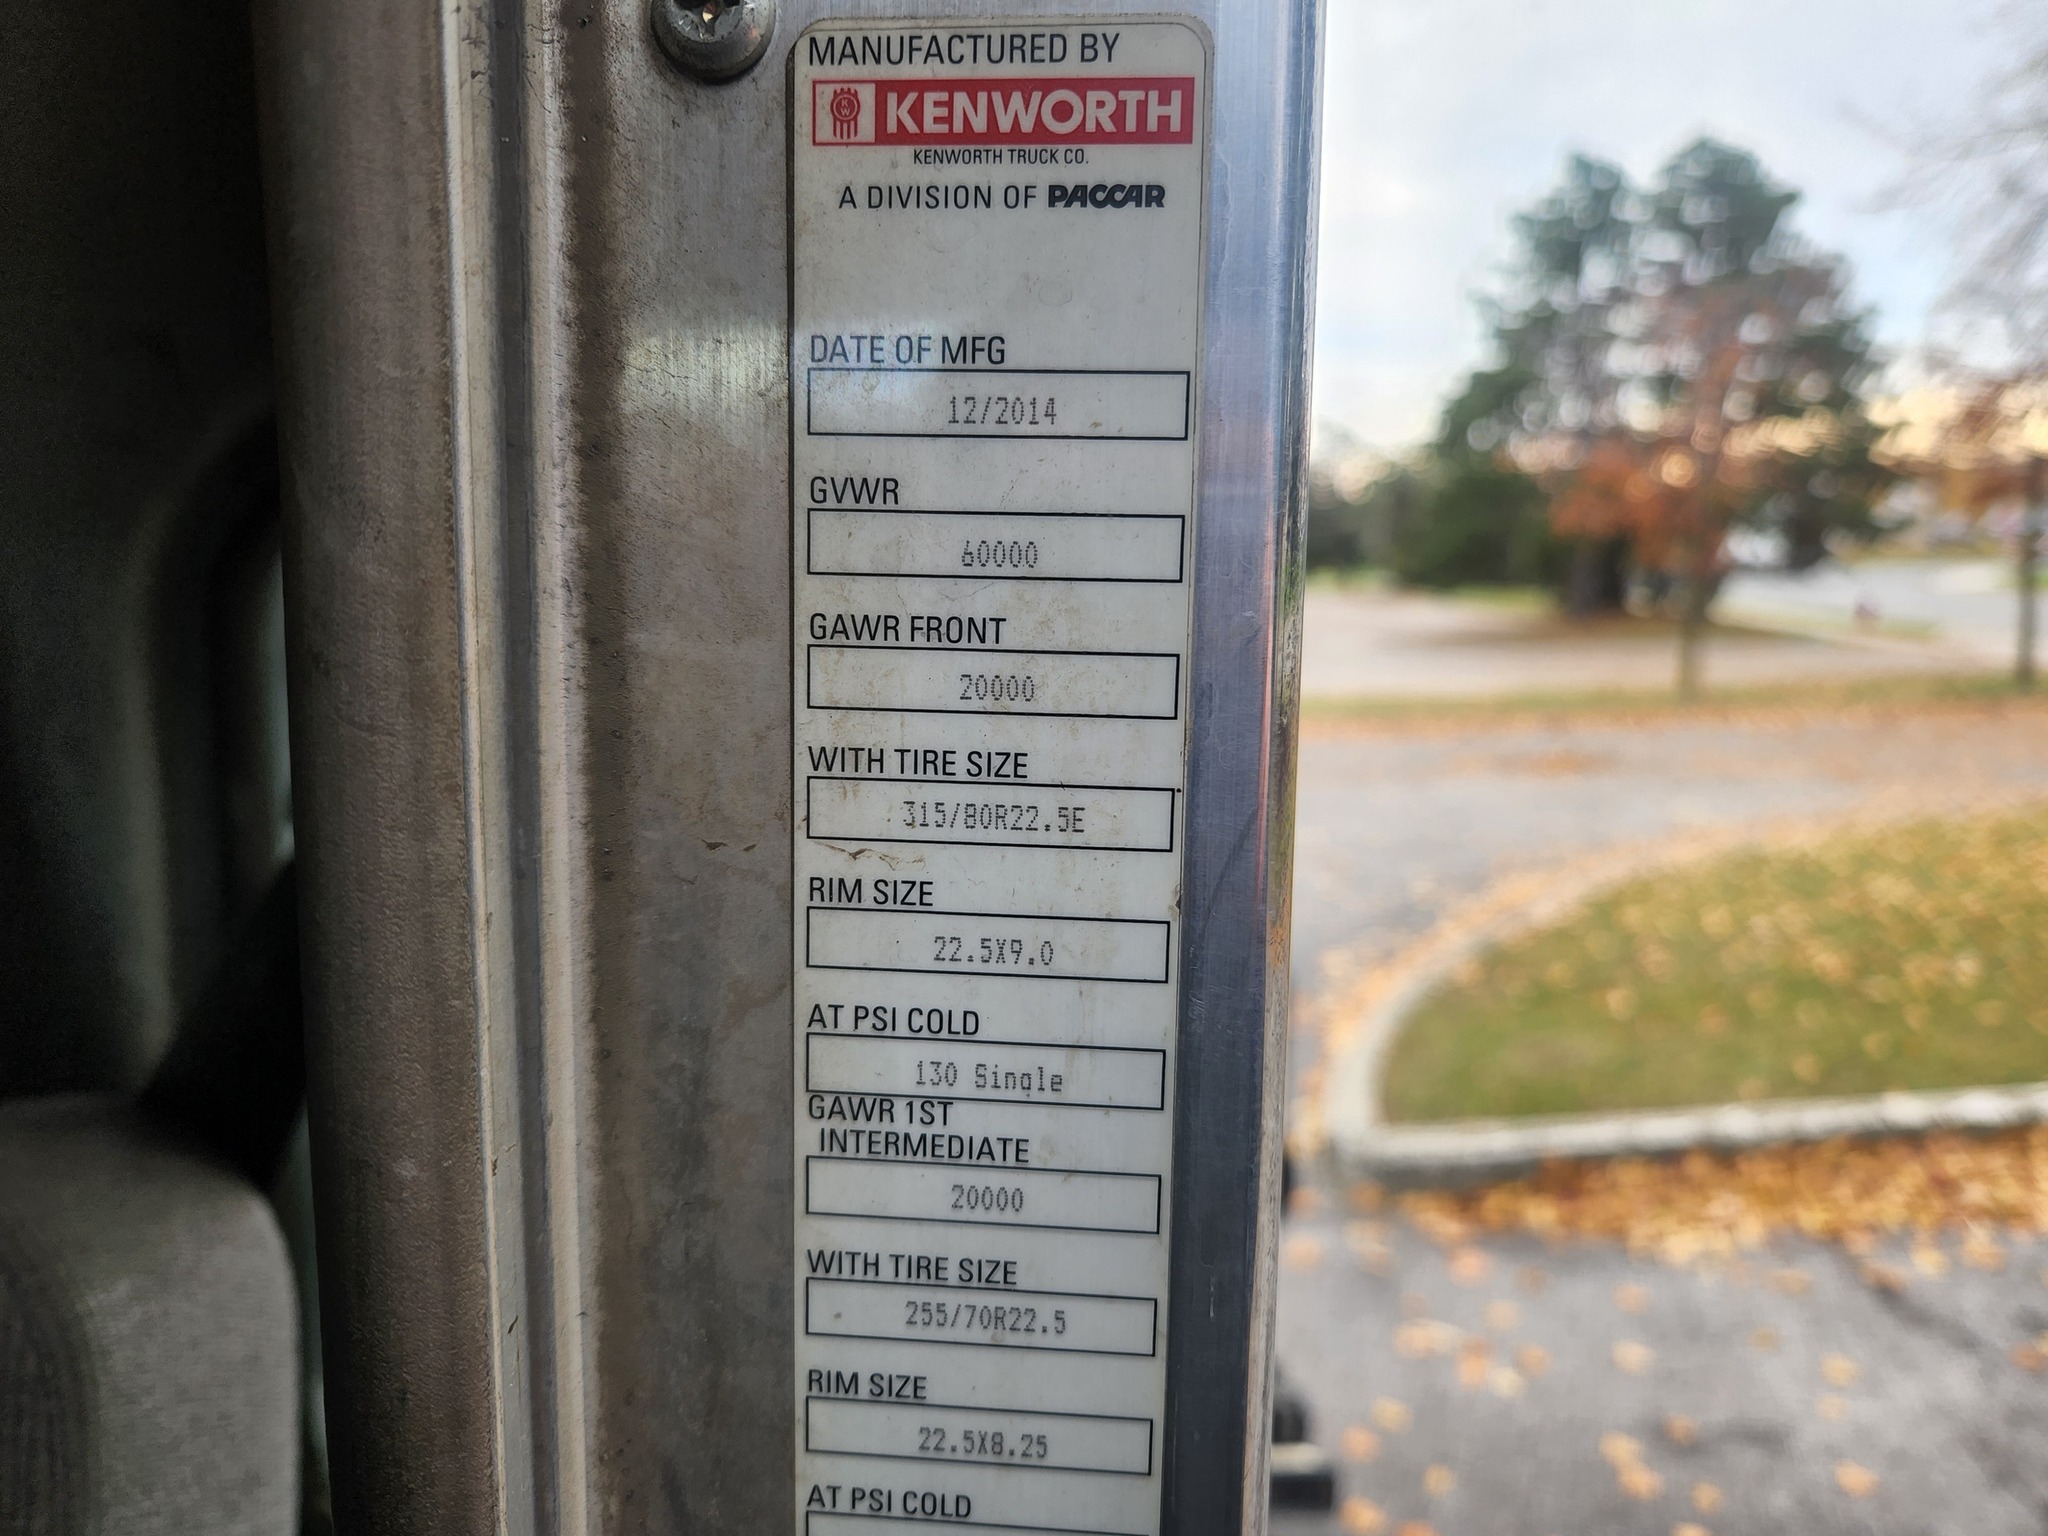 MANUFACTURED BY
KENWORTH
KENWORTH TRUCK CO.
A DIVISION OF PACCAR
DATE OF MFG
12/2014
GVWR
60000
GAWR FRONT
20000
WITH TIRE SIZE
315/80R22.5E
RIM SIZE
22.5X9.0
AT PSI COLD
130 Single
GAWR 1ST
INTERMEDIATE
20000
WITH TIRE SIZE
255/70R22.5
RIM SIZE
22.5X8.25
AT PSI COLD